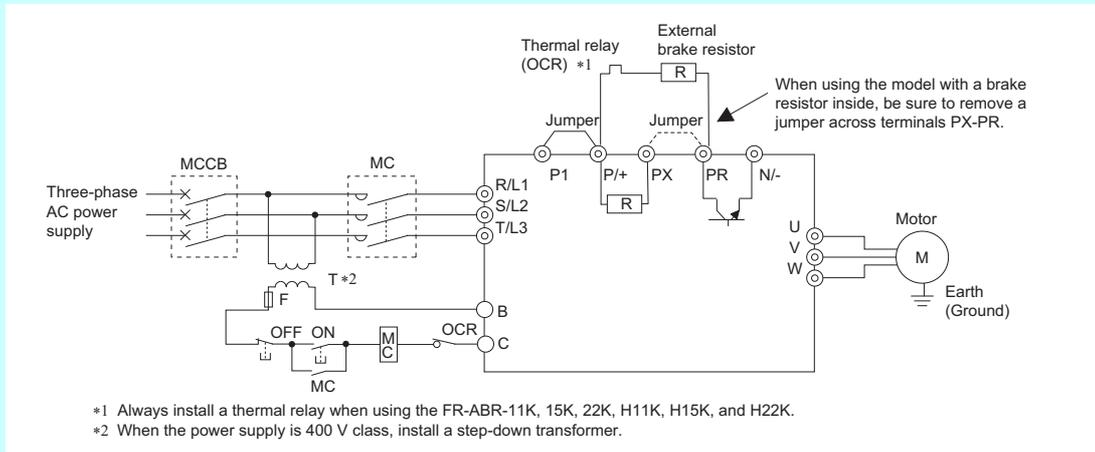 Thermal relay
(OCR) *1
External
brake resistor
R
When using the model with a brake
resistor inside, be sure to remove a
jumper across terminals PX-PR.
Jumper
Jumper
MCCB
MC
P1
P/+
PX
PR
N/-
R
Three-phase
AC power
supply
R/L1
S/L2
T/L3
U
V
W
Motor
M
Earth
(Ground)
T *2
F
B
OFF
ON
MC
OCR
C
MC
*1 Always install a thermal relay when using the FR-ABR-11K, 15K, 22K, H11K, H15K, and H22K.
*2 When the power supply is 400 V class, install a step-down transformer.